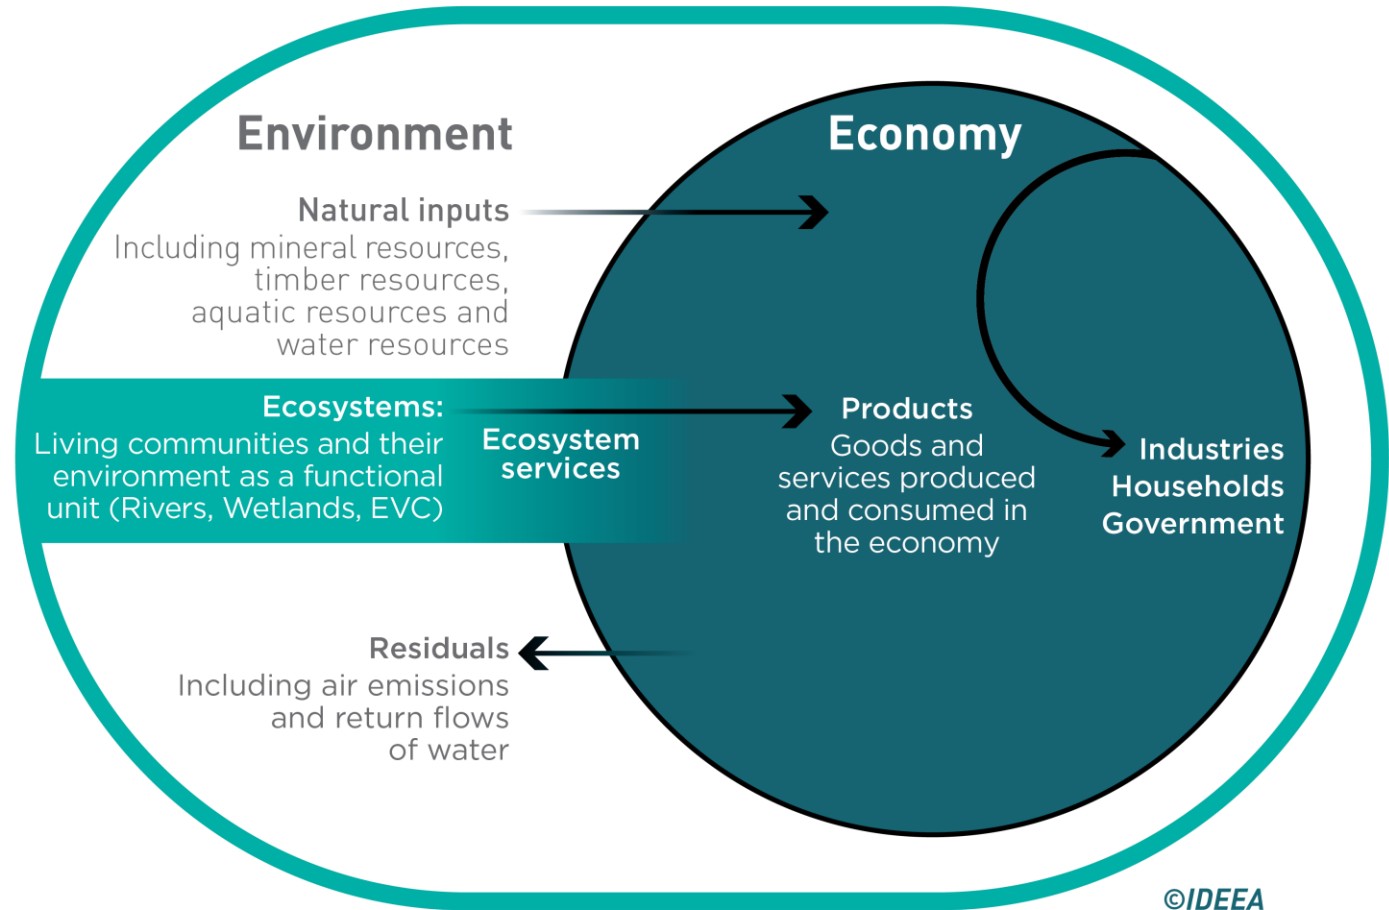 Environment
Economy
Natural inputs
Including mineral resources,
timber resources,
aquatic resources and
water resources
Ecosystems:
Living communities and their
environment as a functional
unit (Rivers, Wetlands, EVC)
Ecosystem
services
Products
Goods and
services produced
and consumed in
the economy
Industries
Households
Government
Residuals
Including air emissions
and return flows
of water
©IDEEA